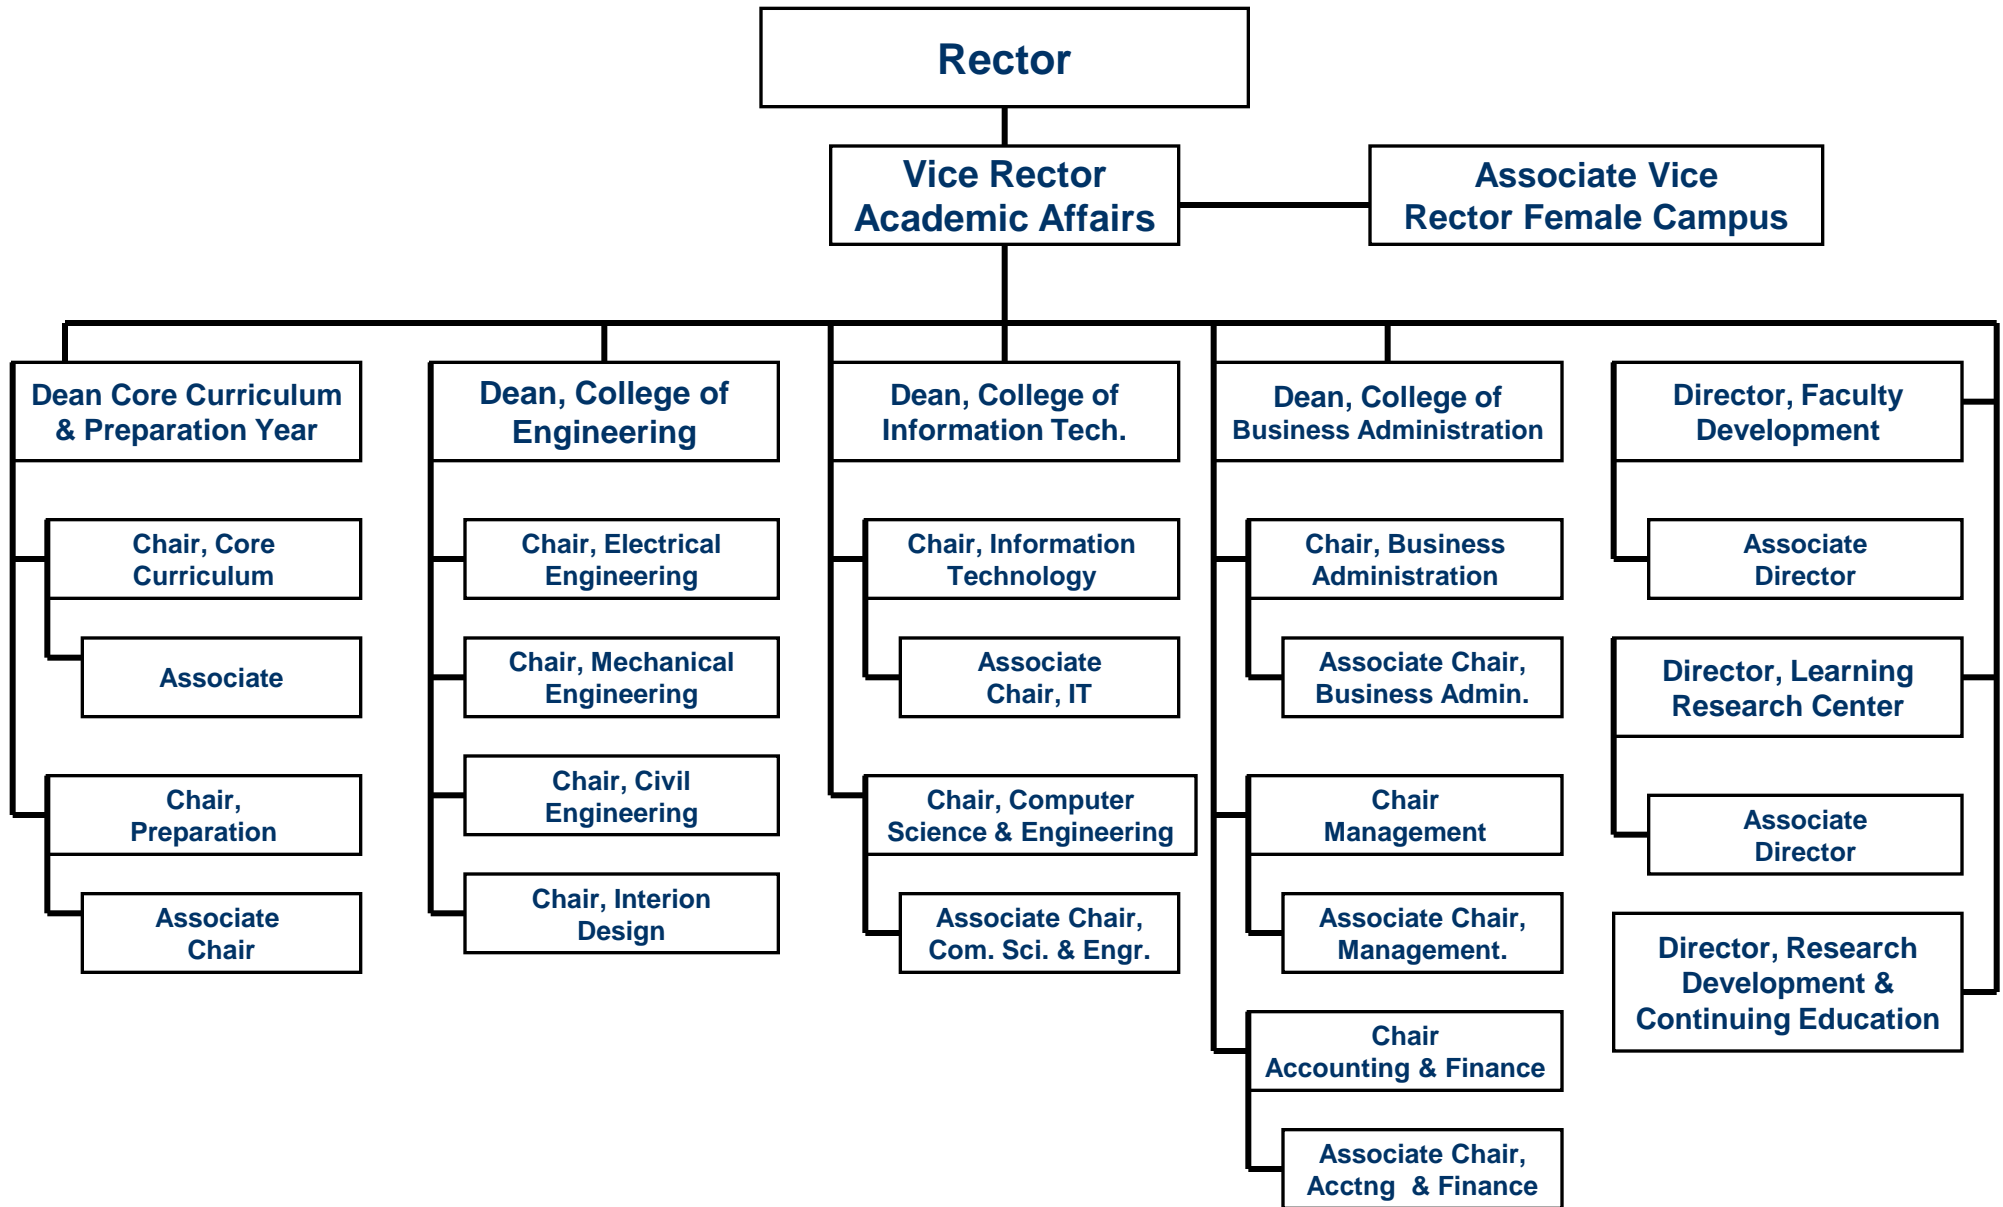 Rector
Vice Rector
Academic Affairs
Associate Vice
Rector Female Campus
Dean Core Curriculum
& Preparation Year
Chair, Core
Curriculum
Associate
Chair,
Preparation
Associate
Chair
Dean, College of
Engineering
Chair, Electrical
Engineering
Chair, Mechanical
Engineering
Chair, Civil
Engineering
Chair, Interion
Design
Dean, College of
Information Tech.
Chair, Information
Technology
Associate
Chair, IT
Chair, Computer
Science & Engineering
Associate Chair,
Com. Sci. & Engr.
Dean, College of
Business Administration
Chair, Business
Administration
Associate Chair,
Business Admin.
Chair
Management
Associate Chair,
Management.
Chair
Accounting & Finance
Associate Chair,
Acctng & Finance
Director, Faculty
Development
Associate
Director
Director, Learning
Research Center
Associate
Director
Director, Research
Development &
Continuing Education